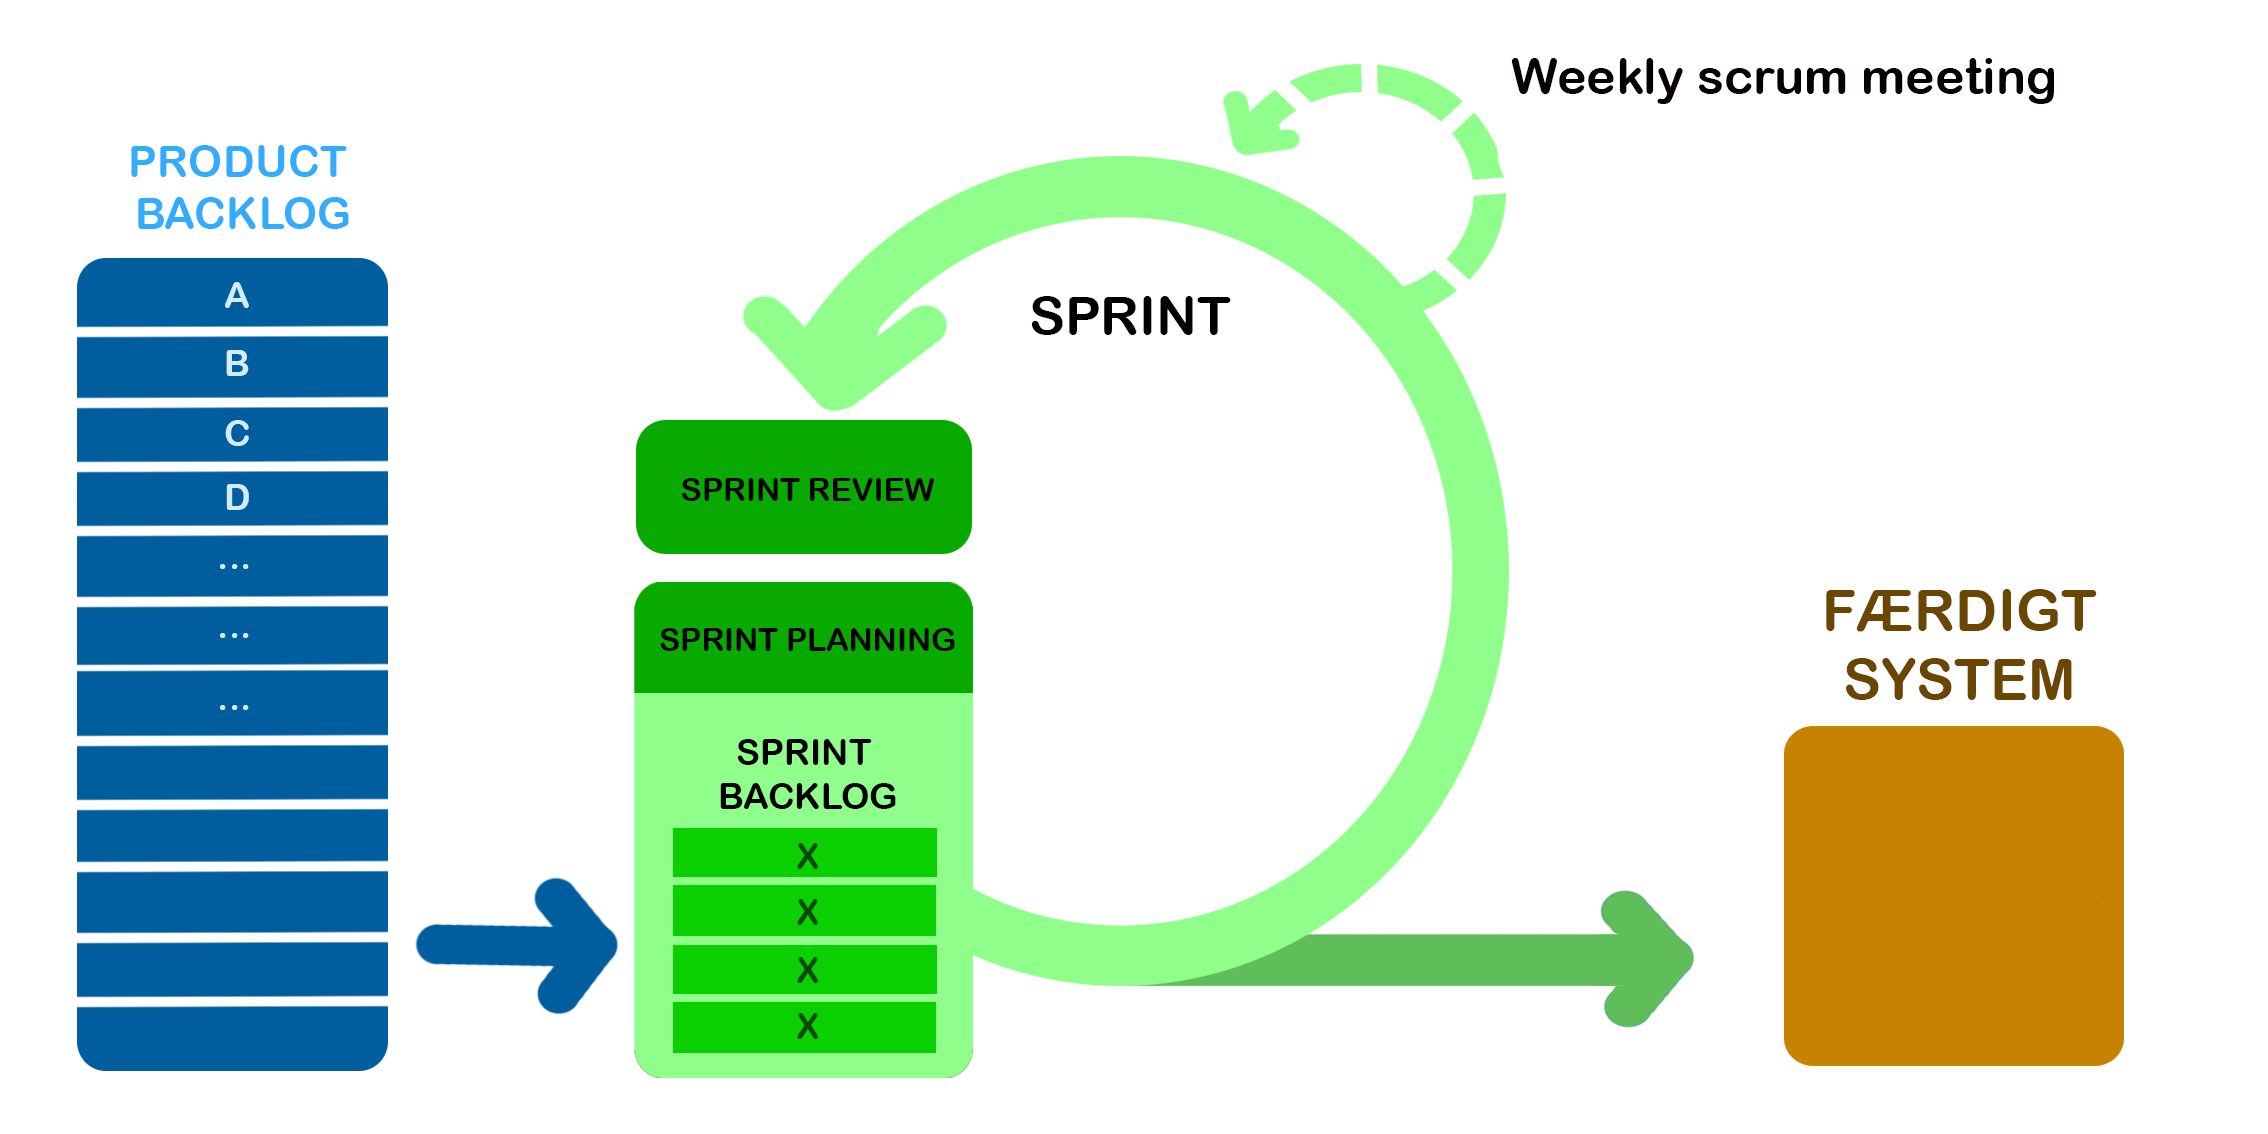 Weekly scrum meeting
PRODUCT
BACKLOG
A
B
C
D
...
...
...
SPRINT
SPRINT REVIEW
SPRINT PLANNING
SPRINT
BACKLOG
X
X
X
X
FÆRDIGT
SYSTEM